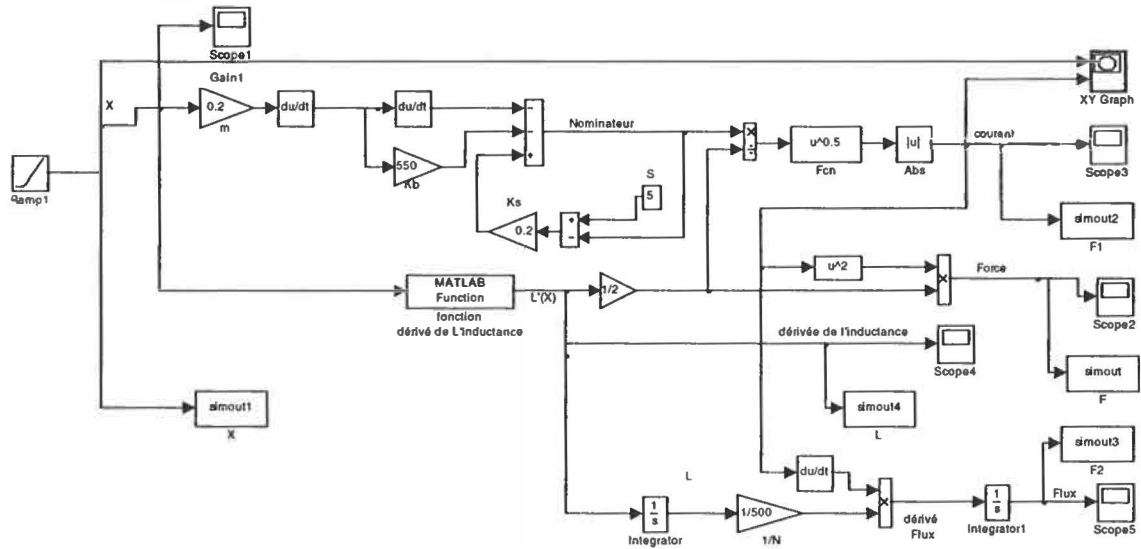 Scope1
Gain1
X
0.2
m
du/dt
du/dt
550
Kb
Nominateur
×
÷
u^0.5
Fcn
|u|
Abs
courant
XY Graph
Scope3
simout2
F1
Ramp1
S
5
Ks
0.2
MATLAB
Function
fonction
dérivé de L'inductance
L'(X)
1/2
u^2
×
Force
Scope2
dérivée de l'inductance
Scope4
simout
F
simout1
X
simout4
L
simout3
F2
du/dt
L
1
s
Integrator
1/500
1/N
×
dérivé
Flux
1
s
Integrator1
Flux
Scope5